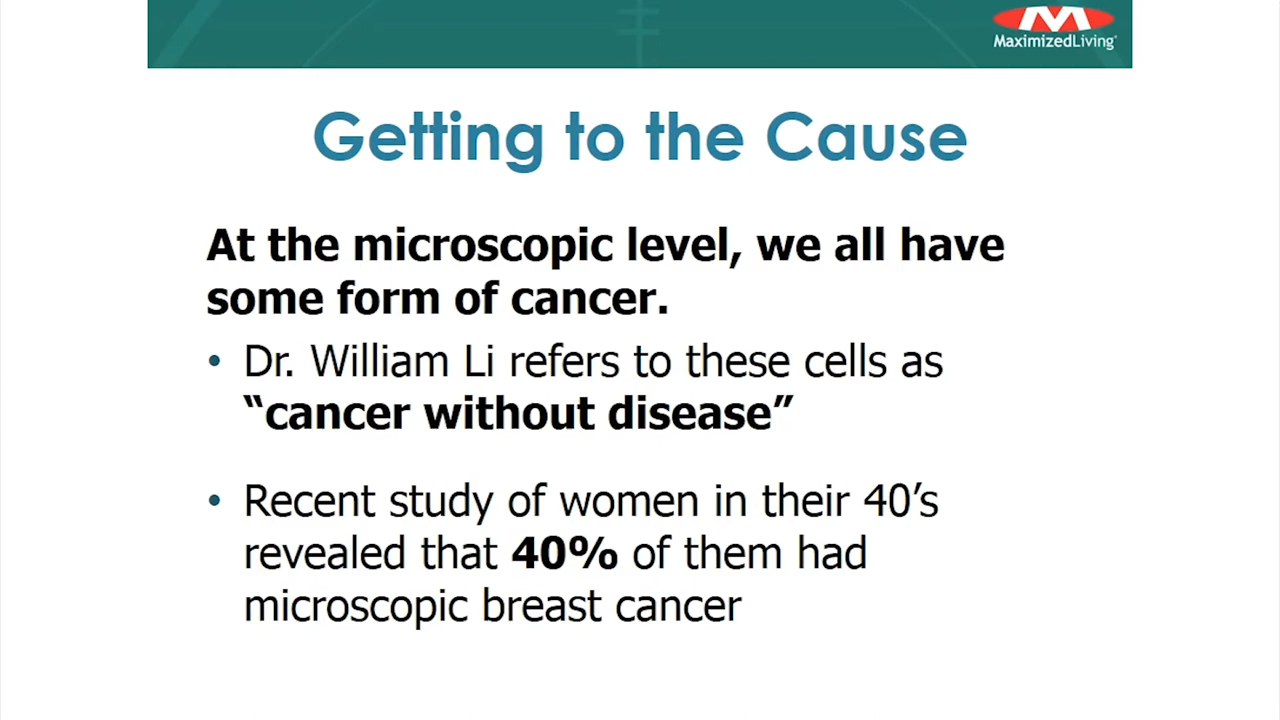 MaximizedLiving
Getting to the Cause
At the microscopic level, we all have
some form of cancer.
• Dr. William Li refers to these cells as
“cancer without disease”
• Recent study of women in their 40’s
revealed that 40% of them had
microscopic breast cancer